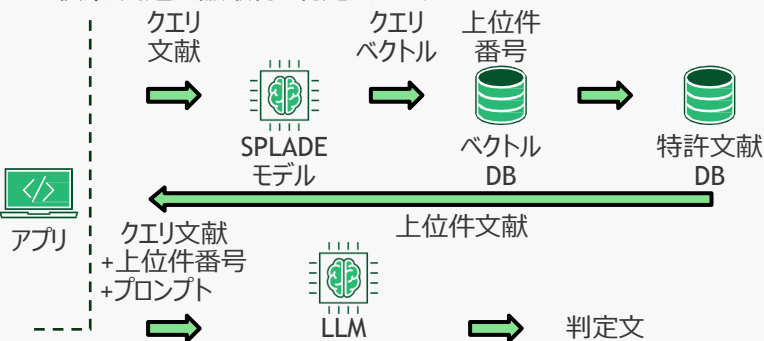 クエリ
文献
クエリ
ベクトル
上位件
番号
SPLADE
モデル
ベクトル
DB
特許文献
DB
</>
アプリ
上位件文献
クエリ文献
+上位件番号
+プロンプト
LLM
判定文